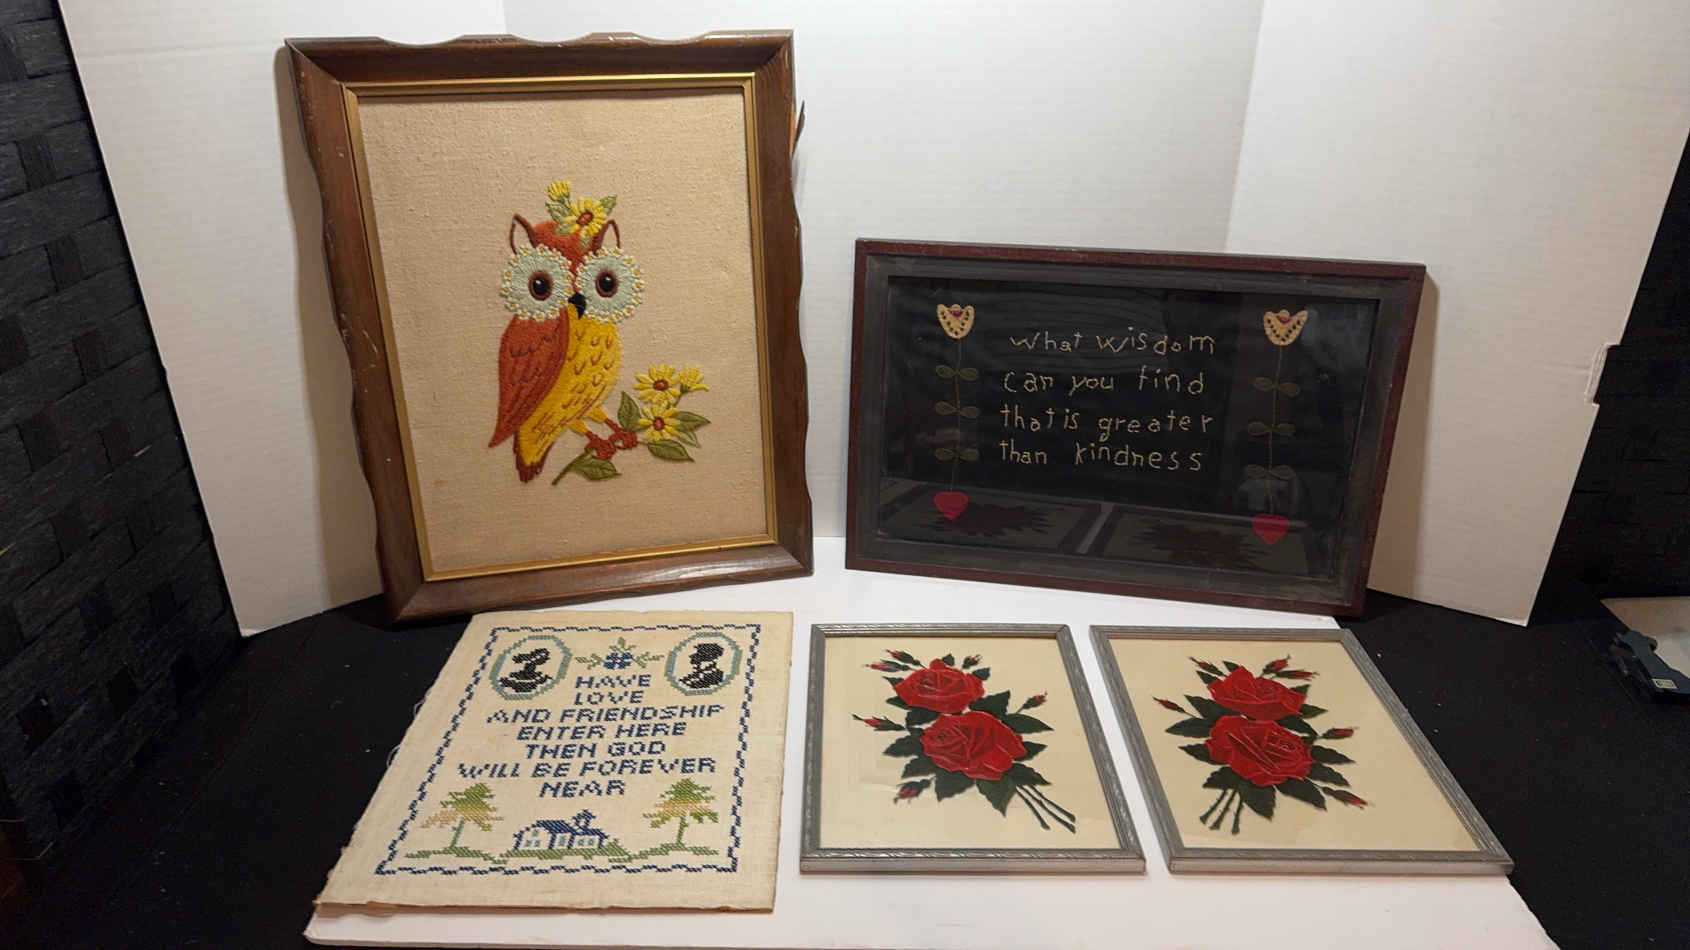 what wisdom
can you find
that is greater
than kindness
HAVE
LOVE
AND FRIENDSHIP
ENTER HERE
THEN GOD
WILL BE FOREVER
NEAR